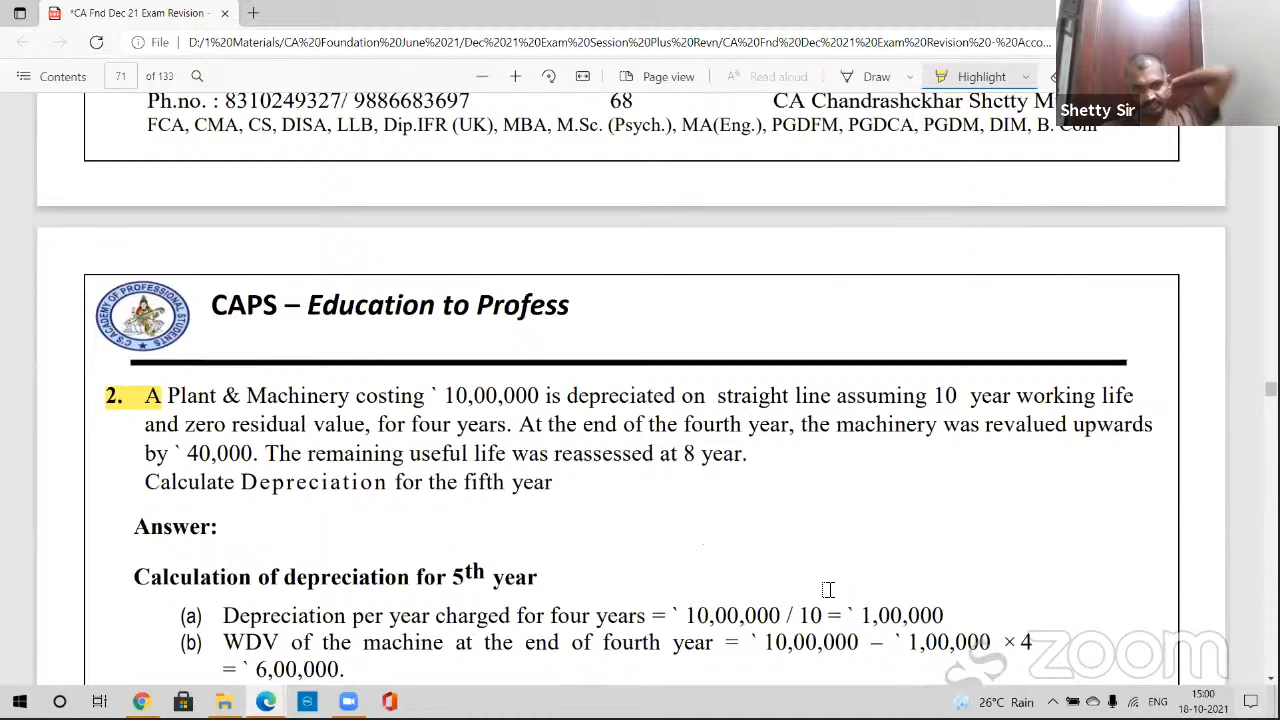 *CA Fnd Dec 21 Exam Revision -
File D:/1%20Materials/CA%20Foundation%20June%2021/Dec%2021%20Exam%20Session%20Plus%20Revn/CA%20Fnd%20Dec%2021%20Exam%20Revision%20-%20Acco...
Contents 71 of 133 Page view Read aloud Draw Highlight
Shetty Sir
Ph.no. : 8310249327/ 9886683697 68 CA Chandrashekhar Shetty M
FCA, CMA, CS, DISA, LLB, Dip.IFR (UK), MBA, M.Sc. (Psych.), MA(Eng.), PGDFM, PGDCA, PGDM, DIM, B. Com
C'S ACADEMY OF PROFESSIONAL STUDENTS
CAPS – Education to Profess
2. A Plant & Machinery costing ` 10,00,000 is depreciated on straight line assuming 10 year working life
and zero residual value, for four years. At the end of the fourth year, the machinery was revalued upwards
by ` 40,000. The remaining useful life was reassessed at 8 year.
Calculate Depreciation for the fifth year
Answer:
Calculation of depreciation for 5th year
(a) Depreciation per year charged for four years = ` 10,00,000 / 10 = ` 1,00,000
(b) WDV of the machine at the end of fourth year = ` 10,00,000 – ` 1,00,000 × 4
= ` 6,00,000.
zoom
26°C Rain ENG 15:00
18-10-2021